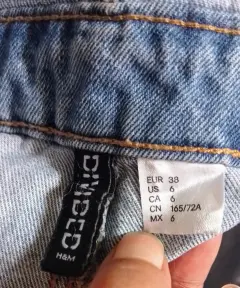 DIVIDED
H&M
EUR 38
US 6
CA 6
CN 165/72A
MX 6